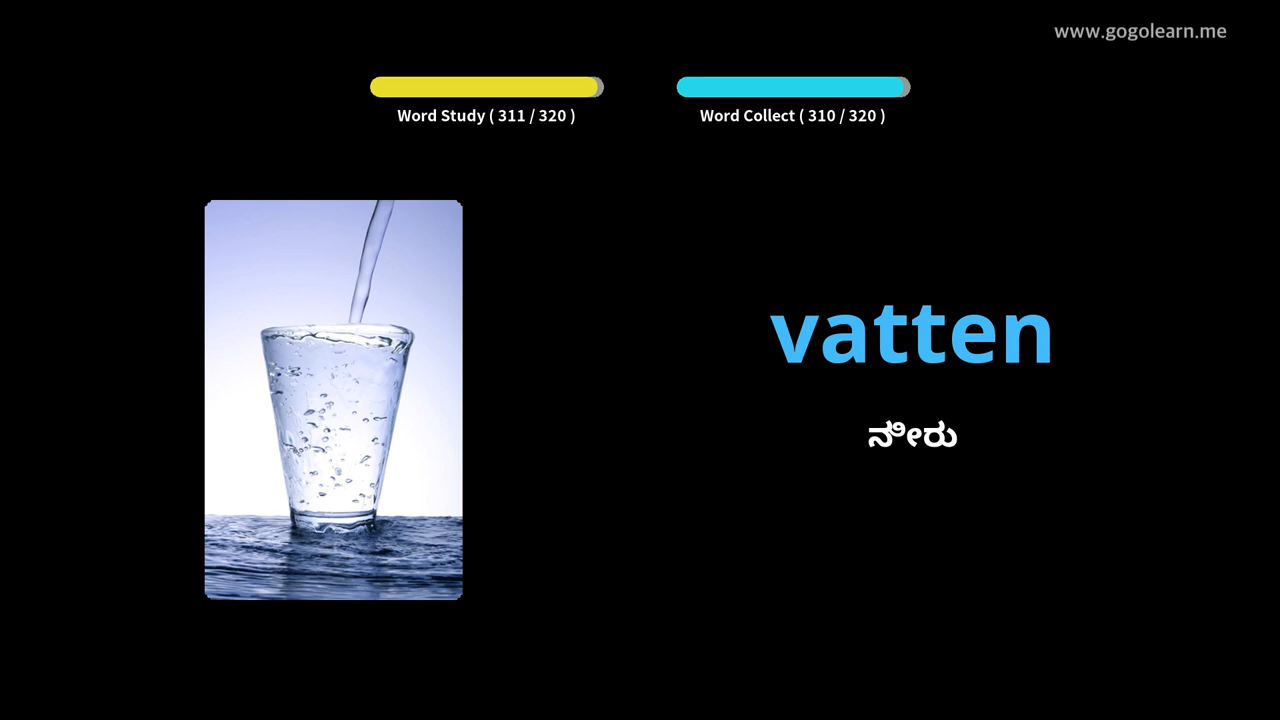 www.gogolearn.me
Word Study ( 311 / 320 )
Word Collect ( 310 / 320 )
vatten
ನೀರು